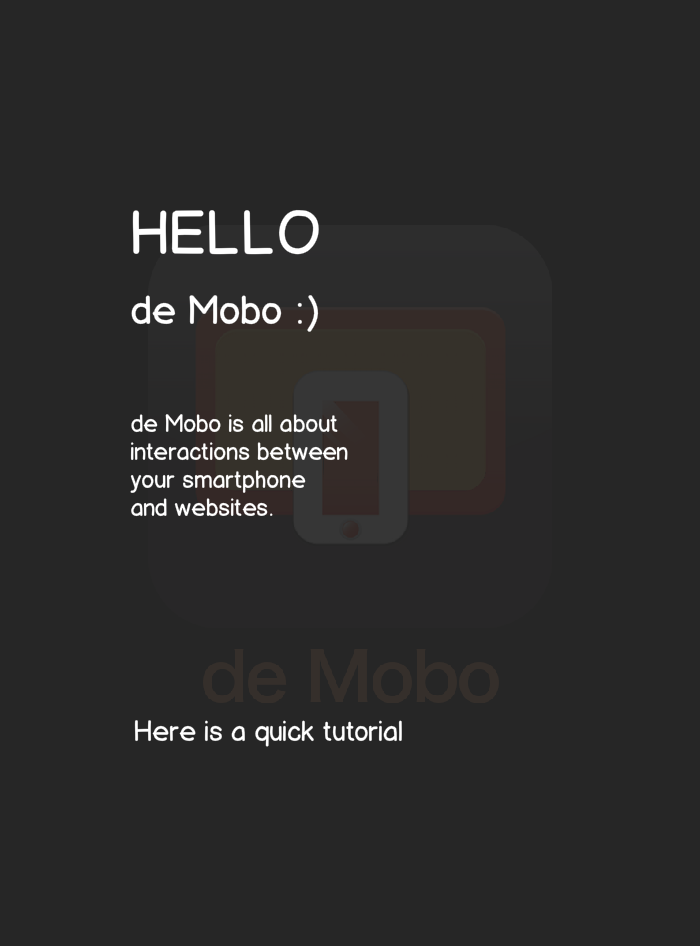 HELLO
de Mobo :)
de Mobo is all about
interactions between
your smartphone
and websites.
de Mobo
Here is a quick tutorial